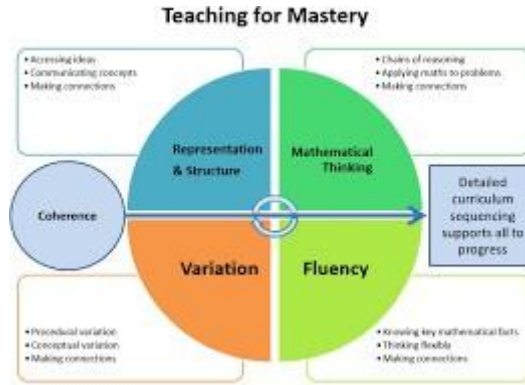 Teaching for Mastery
• Accessing ideas
• Communicating concepts
• Making connections
• Chains of reasoning
• Applying maths to problems
• Making connections
Representation
& Structure
Mathematical
Thinking
Coherence
Detailed
curriculum
sequencing
supports all to
progress
Variation
Fluency
• Procedural variation
• Conceptual variation
• Making connections
• Knowing key mathematical facts
• Thinking flexibly
• Making connections